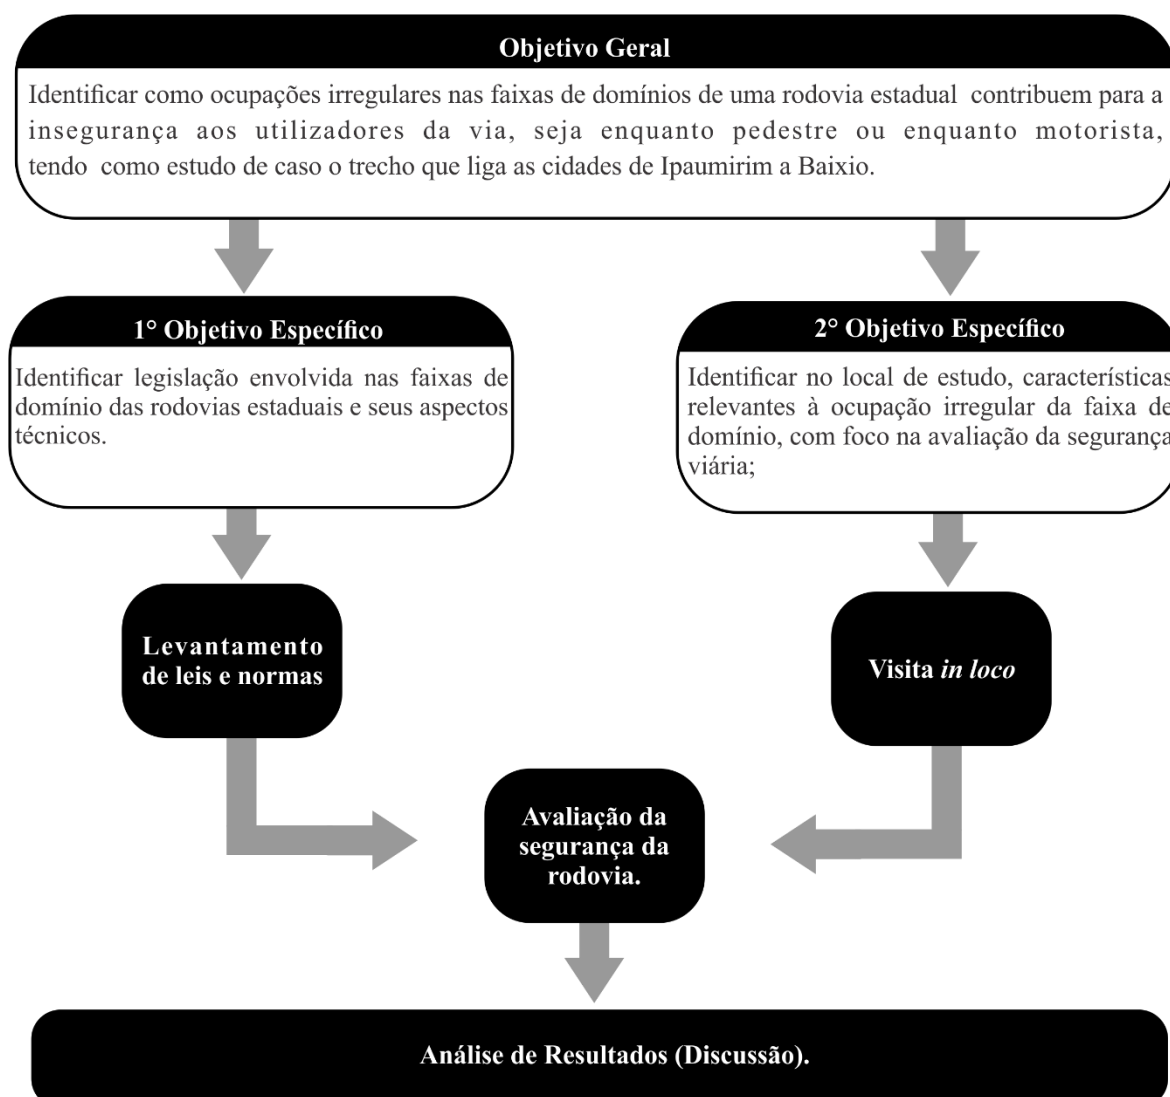 Objetivo Geral
Identificar como ocupações irregulares nas faixas de domínios de uma rodovia estadual contribuem para a
insegurança aos utilizadores da via, seja enquanto pedestre ou enquanto motorista,
tendo como estudo de caso o trecho que liga as cidades de Ipaumirim a Baixio.
1° Objetivo Específico
Identificar legislação envolvida nas faixas de
domínio das rodovias estaduais e seus aspectos
técnicos.
2° Objetivo Específico
Identificar no local de estudo, características
relevantes à ocupação irregular da faixa de
domínio, com foco na avaliação da segurança
viária;
Levantamento
de leis e normas
Visita in loco
Avaliação da
segurança da
rodovia.
Análise de Resultados (Discussão).